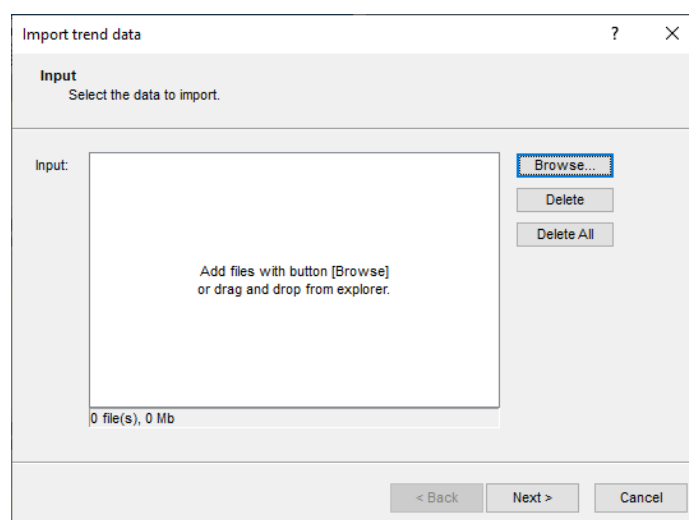 Import trend data
?
Input
Select the data to import.
Input:
Browse...
Delete
Delete All
Add files with button [Browse]
or drag and drop from explorer.
0 file(s), 0 Mb
< Back
Next >
Cancel